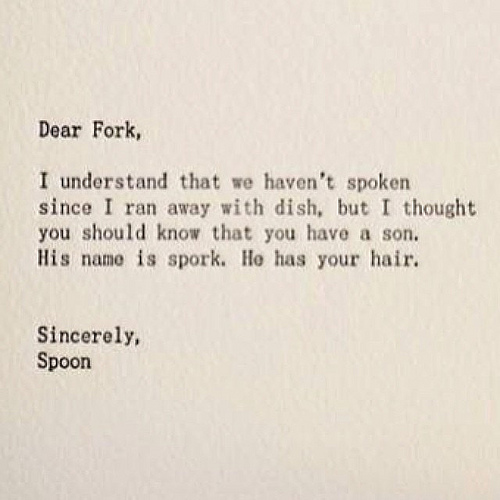 Dear Fork,
I understand that we haven't spoken
since I ran away with dish, but I thought
you should know that you have a son.
His name is spork. He has your hair.
Sincerely,
Spoon